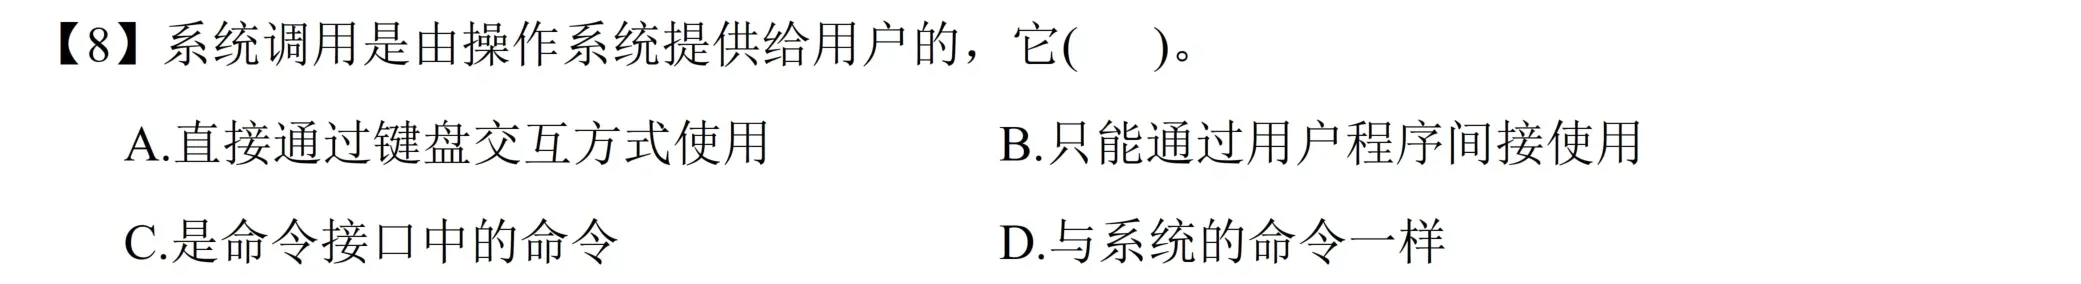 【8】系统调用是由操作系统提供给用户的，它(    )。
A.直接通过键盘交互方式使用    B.只能通过用户程序间接使用
C.是命令接口中的命令    D.与系统的命令一样